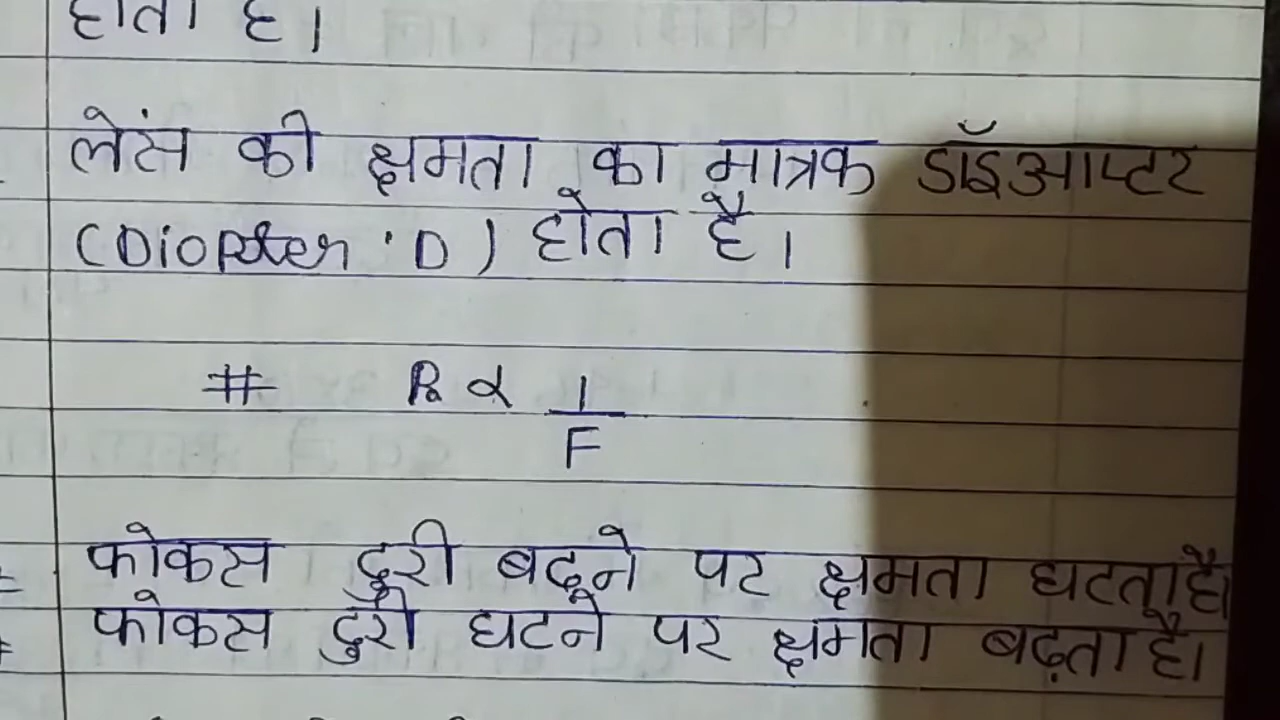 होता है।
लेसं की क्षमता का मात्रक डॉइआप्टर
(Diopter 'D) होता है।
# P ∝ 1
F
फोकस दुरी बढ़ने पर क्षमता घटता है।
फोकस दुरी घटने पर क्षमता बढ़ता है।